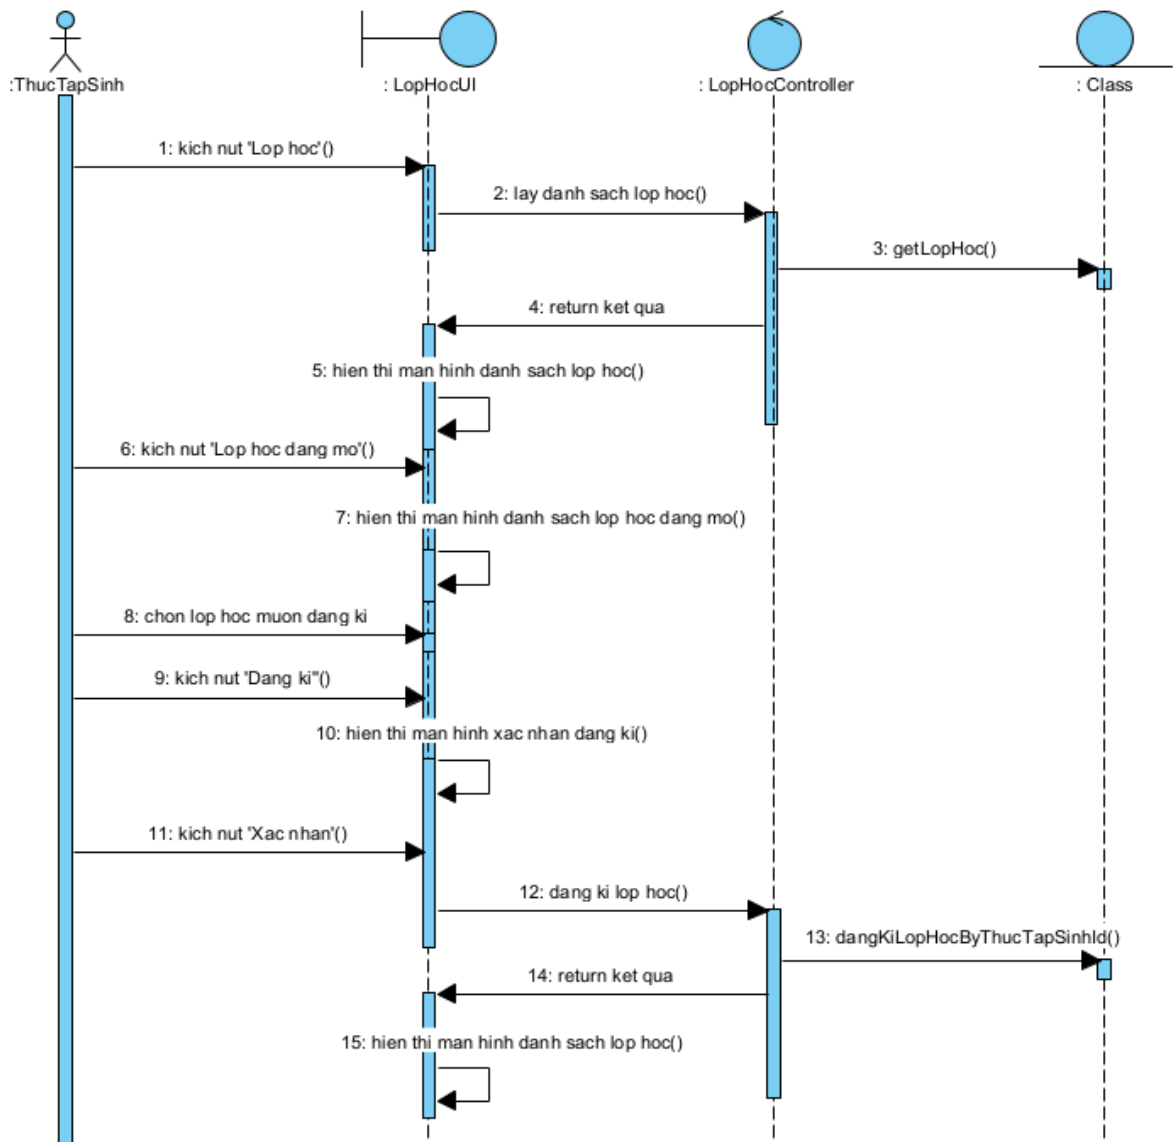 :ThucTapSinh
: LopHocUI
: LopHocController
: Class
1: kich nut 'Lop hoc'()
2: lay danh sach lop hoc()
3: getLopHoc()
4: return ket qua
5: hien thi man hinh danh sach lop hoc()
6: kich nut 'Lop hoc dang mo'()
7: hien thi man hinh danh sach lop hoc dang mo()
8: chon lop hoc muon dang ki
9: kich nut 'Dang ki''()
10: hien thi man hinh xac nhan dang ki()
11: kich nut 'Xac nhan'()
12: dang ki lop hoc()
13: dangKiLopHocByThucTapSinhId()
14: return ket qua
15: hien thi man hinh danh sach lop hoc()